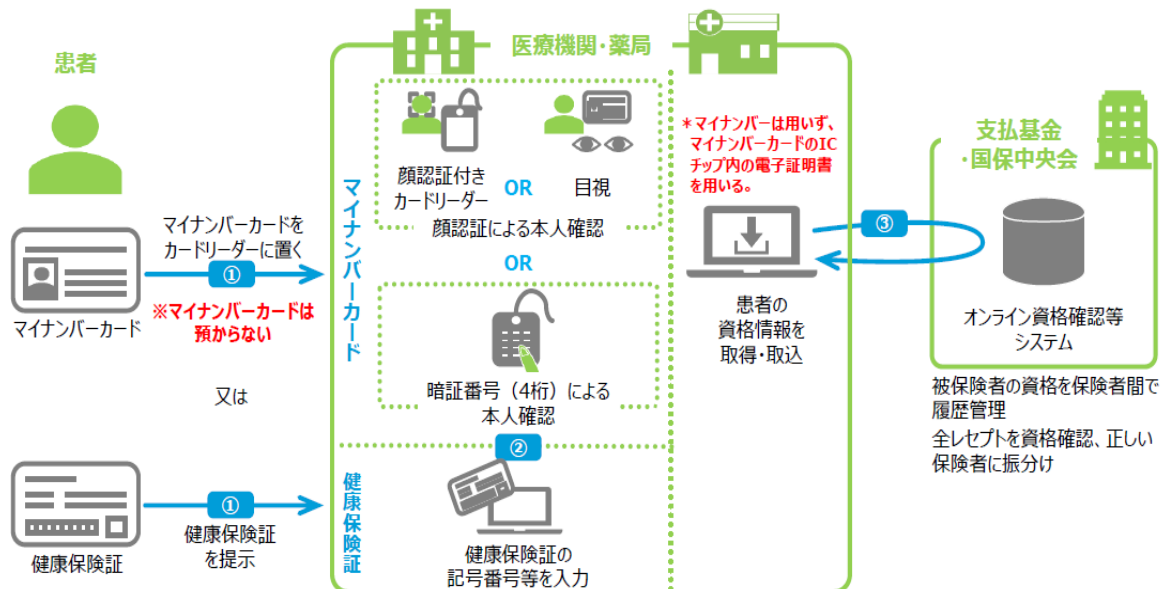 患者
マイナンバーカード
マイナンバーカードを
カードリーダーに置く
①
※マイナンバーカードは
預からない
又は
健康保険証
①
健康保険証
を提示
医療機関・薬局
マイナンバーカード
顔認証付き
カードリーダー
OR
目視
顔認証による本人確認
OR
暗証番号（4桁）による
本人確認
②
健康保険証
健康保険証の
記号番号等を入力
＊マイナンバーは用いず、
マイナンバーカードのIC
チップ内の電子証明書
を用いる。
患者の
資格情報を
取得・取込
③
支払基金
・国保中央会
オンライン資格確認等
システム
被保険者の資格を保険者間で
履歴管理
全レセプトを資格確認、正しい
保険者に振分け